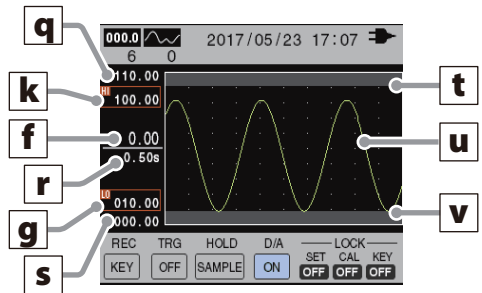 q
000.0 2017/05/23 17:07
6 0
110.00
k
HI
100.00
t
f
0.00
u
r
0.50s
g
LO
010.00
v
s
000.00
REC TRG HOLD D/A LOCK
SET CAL KEY
KEY OFF SAMPLE ON OFF OFF OFF